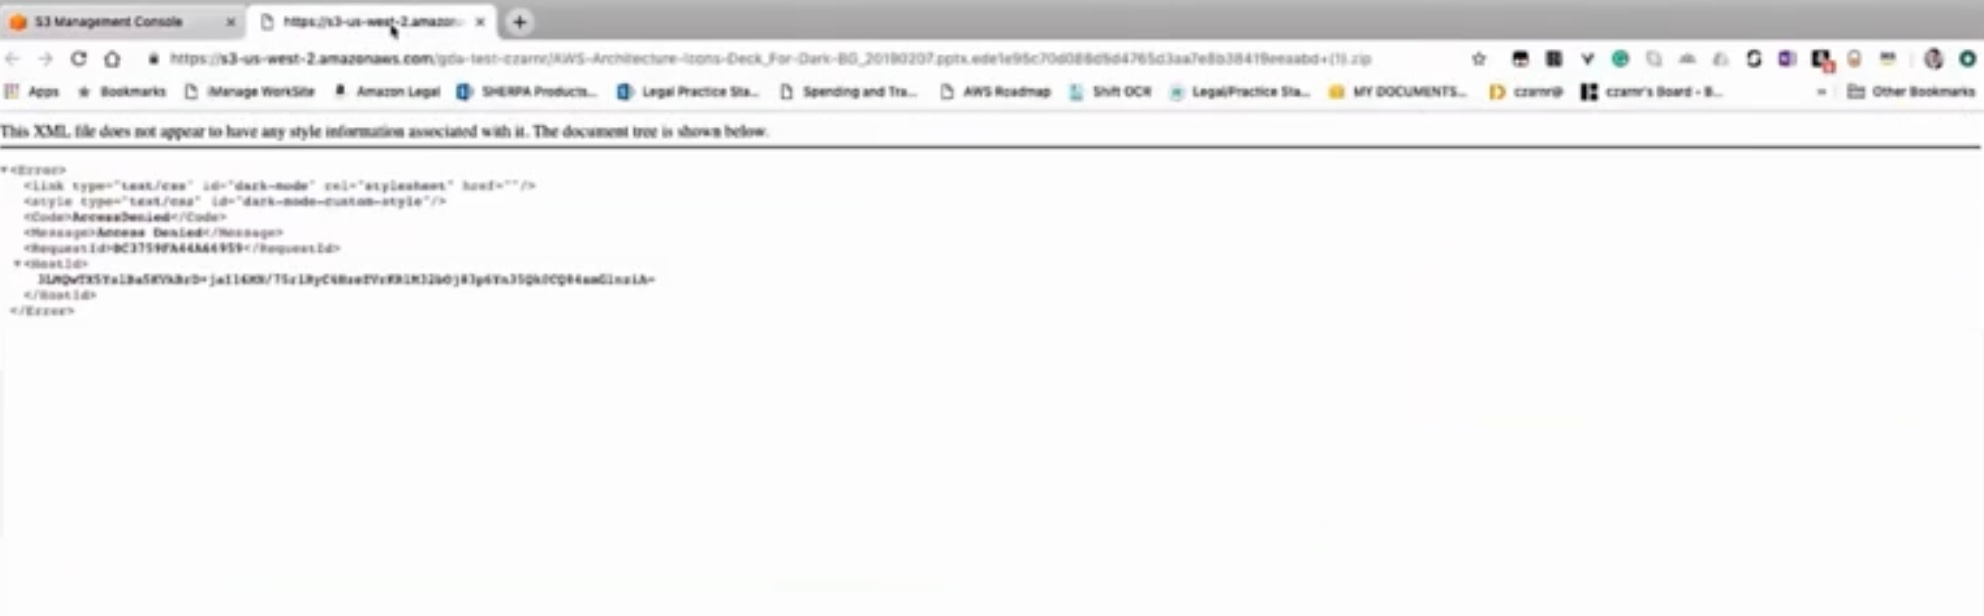 S3 Management Console
https://s3-us-west-2.amazon
https://s3-us-west-2.amazonaws.com/gda-test-czarnr/AWS-Architecture-Icons-Deck_For-Dark-BG_20190207.pptx
Apps Bookmarks iManage WorkSite Amazon Legal SHERPA Products... Legal Practice Sta... Spending and Tra... AWS Roadmap Shift OCR Legal/Practice Sta... MY DOCUMENTS... czarnr@ czarnr's Board - B... » Other Bookmarks
This XML file does not appear to have any style information associated with it. The document tree is shown below.
<Error>
<link type="text/css" id="dark-mode" rel="stylesheet" href=""/>
<style type="text/css" id="dark-mode-custom-style"/>
<Code>AccessDenied</Code>
<Message>Access Denied</Message>
<RequestId></RequestId>
<HostId>
</HostId>
</Error>